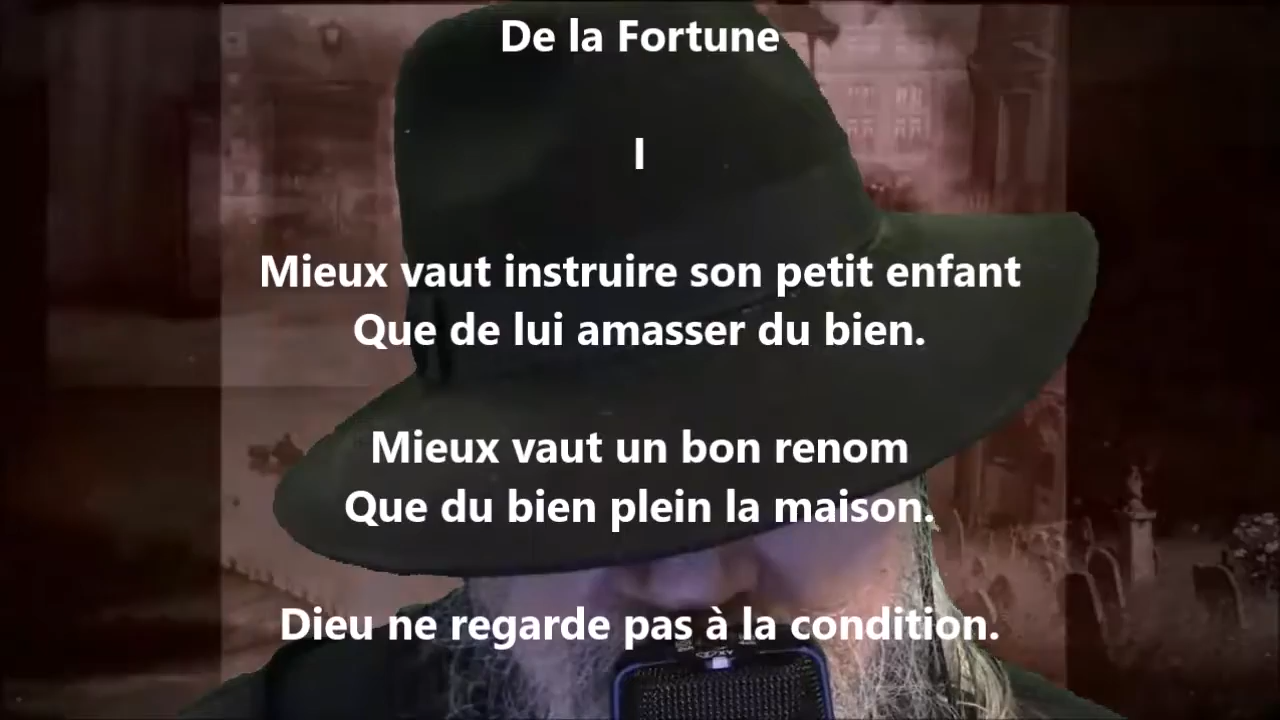 De la Fortune
I
Mieux vaut instruire son petit enfant
Que de lui amasser du bien.
Mieux vaut un bon renom
Que du bien plein la maison.
Dieu ne regarde pas à la condition.